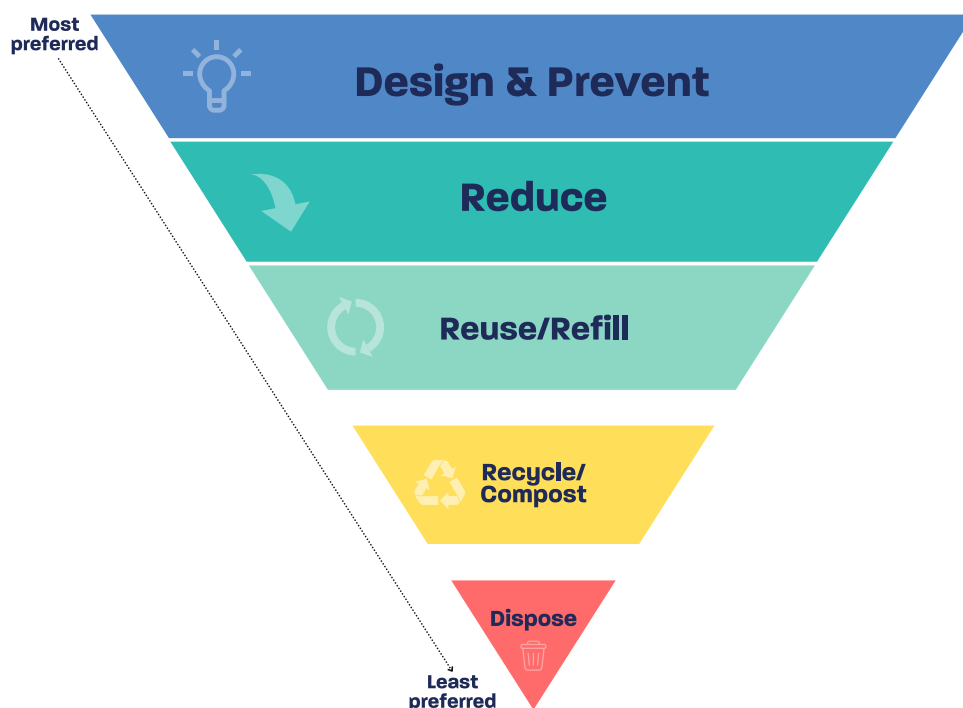 Most
preferred
Design & Prevent
Reduce
Reuse/Refill
Recycle/
Compost
Dispose
Least
preferred